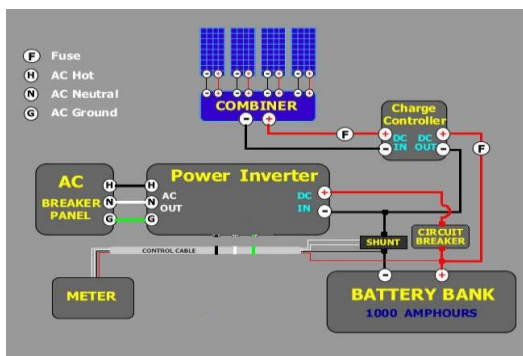 F Fuse
H AC Hot
N AC Neutral
G AC Ground
COMBINER
Charge
Controller
DC DC
IN OUT
F
F
AC
BREAKER
PANEL
H
N
G
H
N
G
Power Inverter
AC
OUT
DC
IN
CONTROL CABLE
SHUNT
CIRCUIT
BREAKER
METER
BATTERY BANK
1000 AMPHOURS